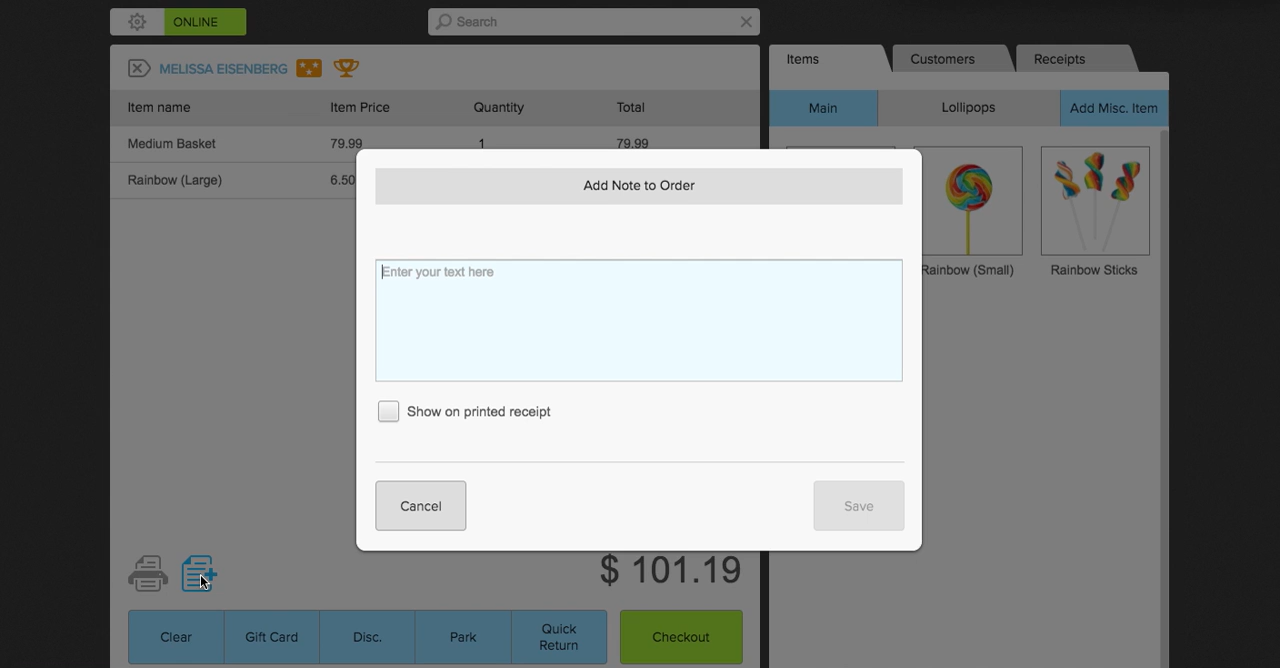 ONLINE
Search
MELISSA EISENBERG
Items
Customers
Receipts
Item name
Item Price
Quantity
Total
Main
Lollipops
Add Misc. Item
Medium Basket
79.99
1
79.99
Rainbow (Large)
6.50
Add Note to Order
Enter your text here
Show on printed receipt
Cancel
Save
Rainbow (Small)
Rainbow Sticks
$ 101.19
Clear
Gift Card
Disc.
Park
Quick
Return
Checkout